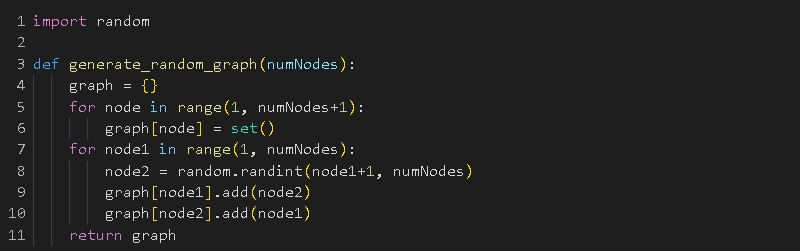 1 import random
2
3 def generate_random_graph(numNodes):
4     graph = {}
5     for node in range(1, numNodes+1):
6         graph[node] = set()
7     for node1 in range(1, numNodes):
8         node2 = random.randint(node1+1, numNodes)
9         graph[node1].add(node2)
10         graph[node2].add(node1)
11     return graph